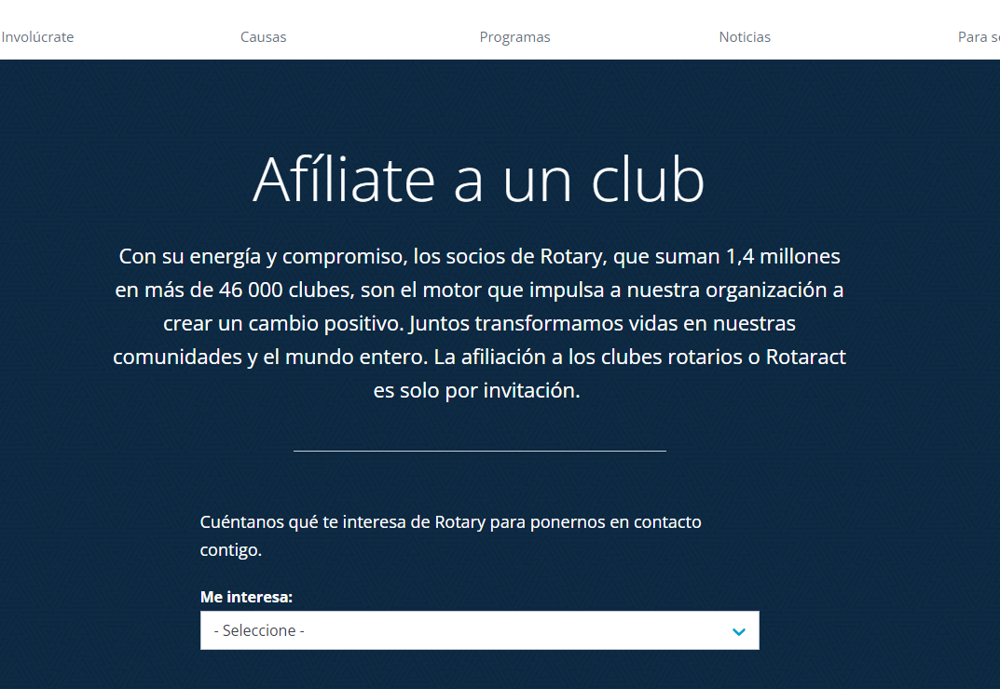 Involúcrate
Causas
Programas
Noticias
Para
Afíliate a un club
Con su energía y compromiso, los socios de Rotary, que suman 1,4 millones
en más de 46 000 clubes, son el motor que impulsa a nuestra organización a
crear un cambio positivo. Juntos transformamos vidas en nuestras
comunidades y el mundo entero. La afiliación a los clubes rotarios o Rotaract
es solo por invitación.
Cuéntanos qué te interesa de Rotary para ponernos en contacto
contigo.
Me interesa:
- Seleccione -